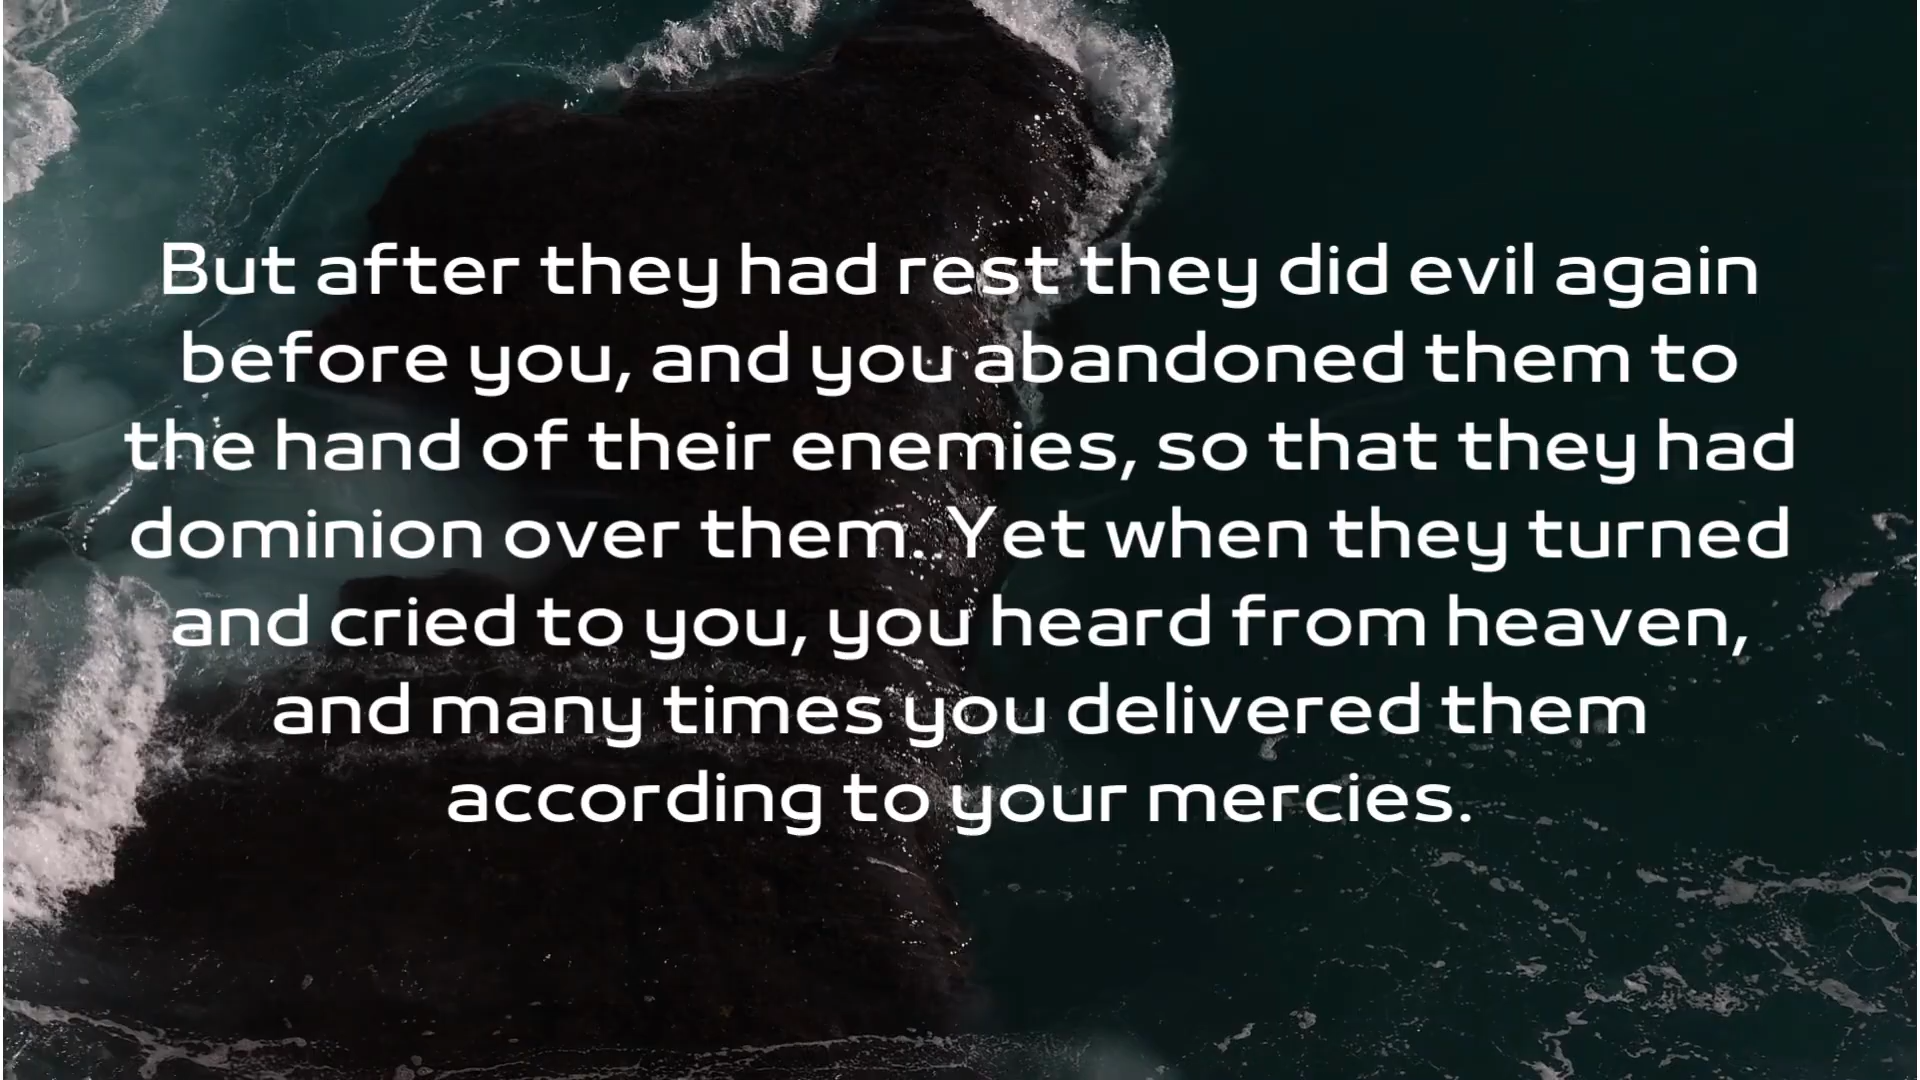 But after they had rest they did evil again
before you, and you abandoned them to
the hand of their enemies, so that they had
dominion over them. Yet when they turned
and cried to you, you heard from heaven,
and many times you delivered them
according to your mercies.